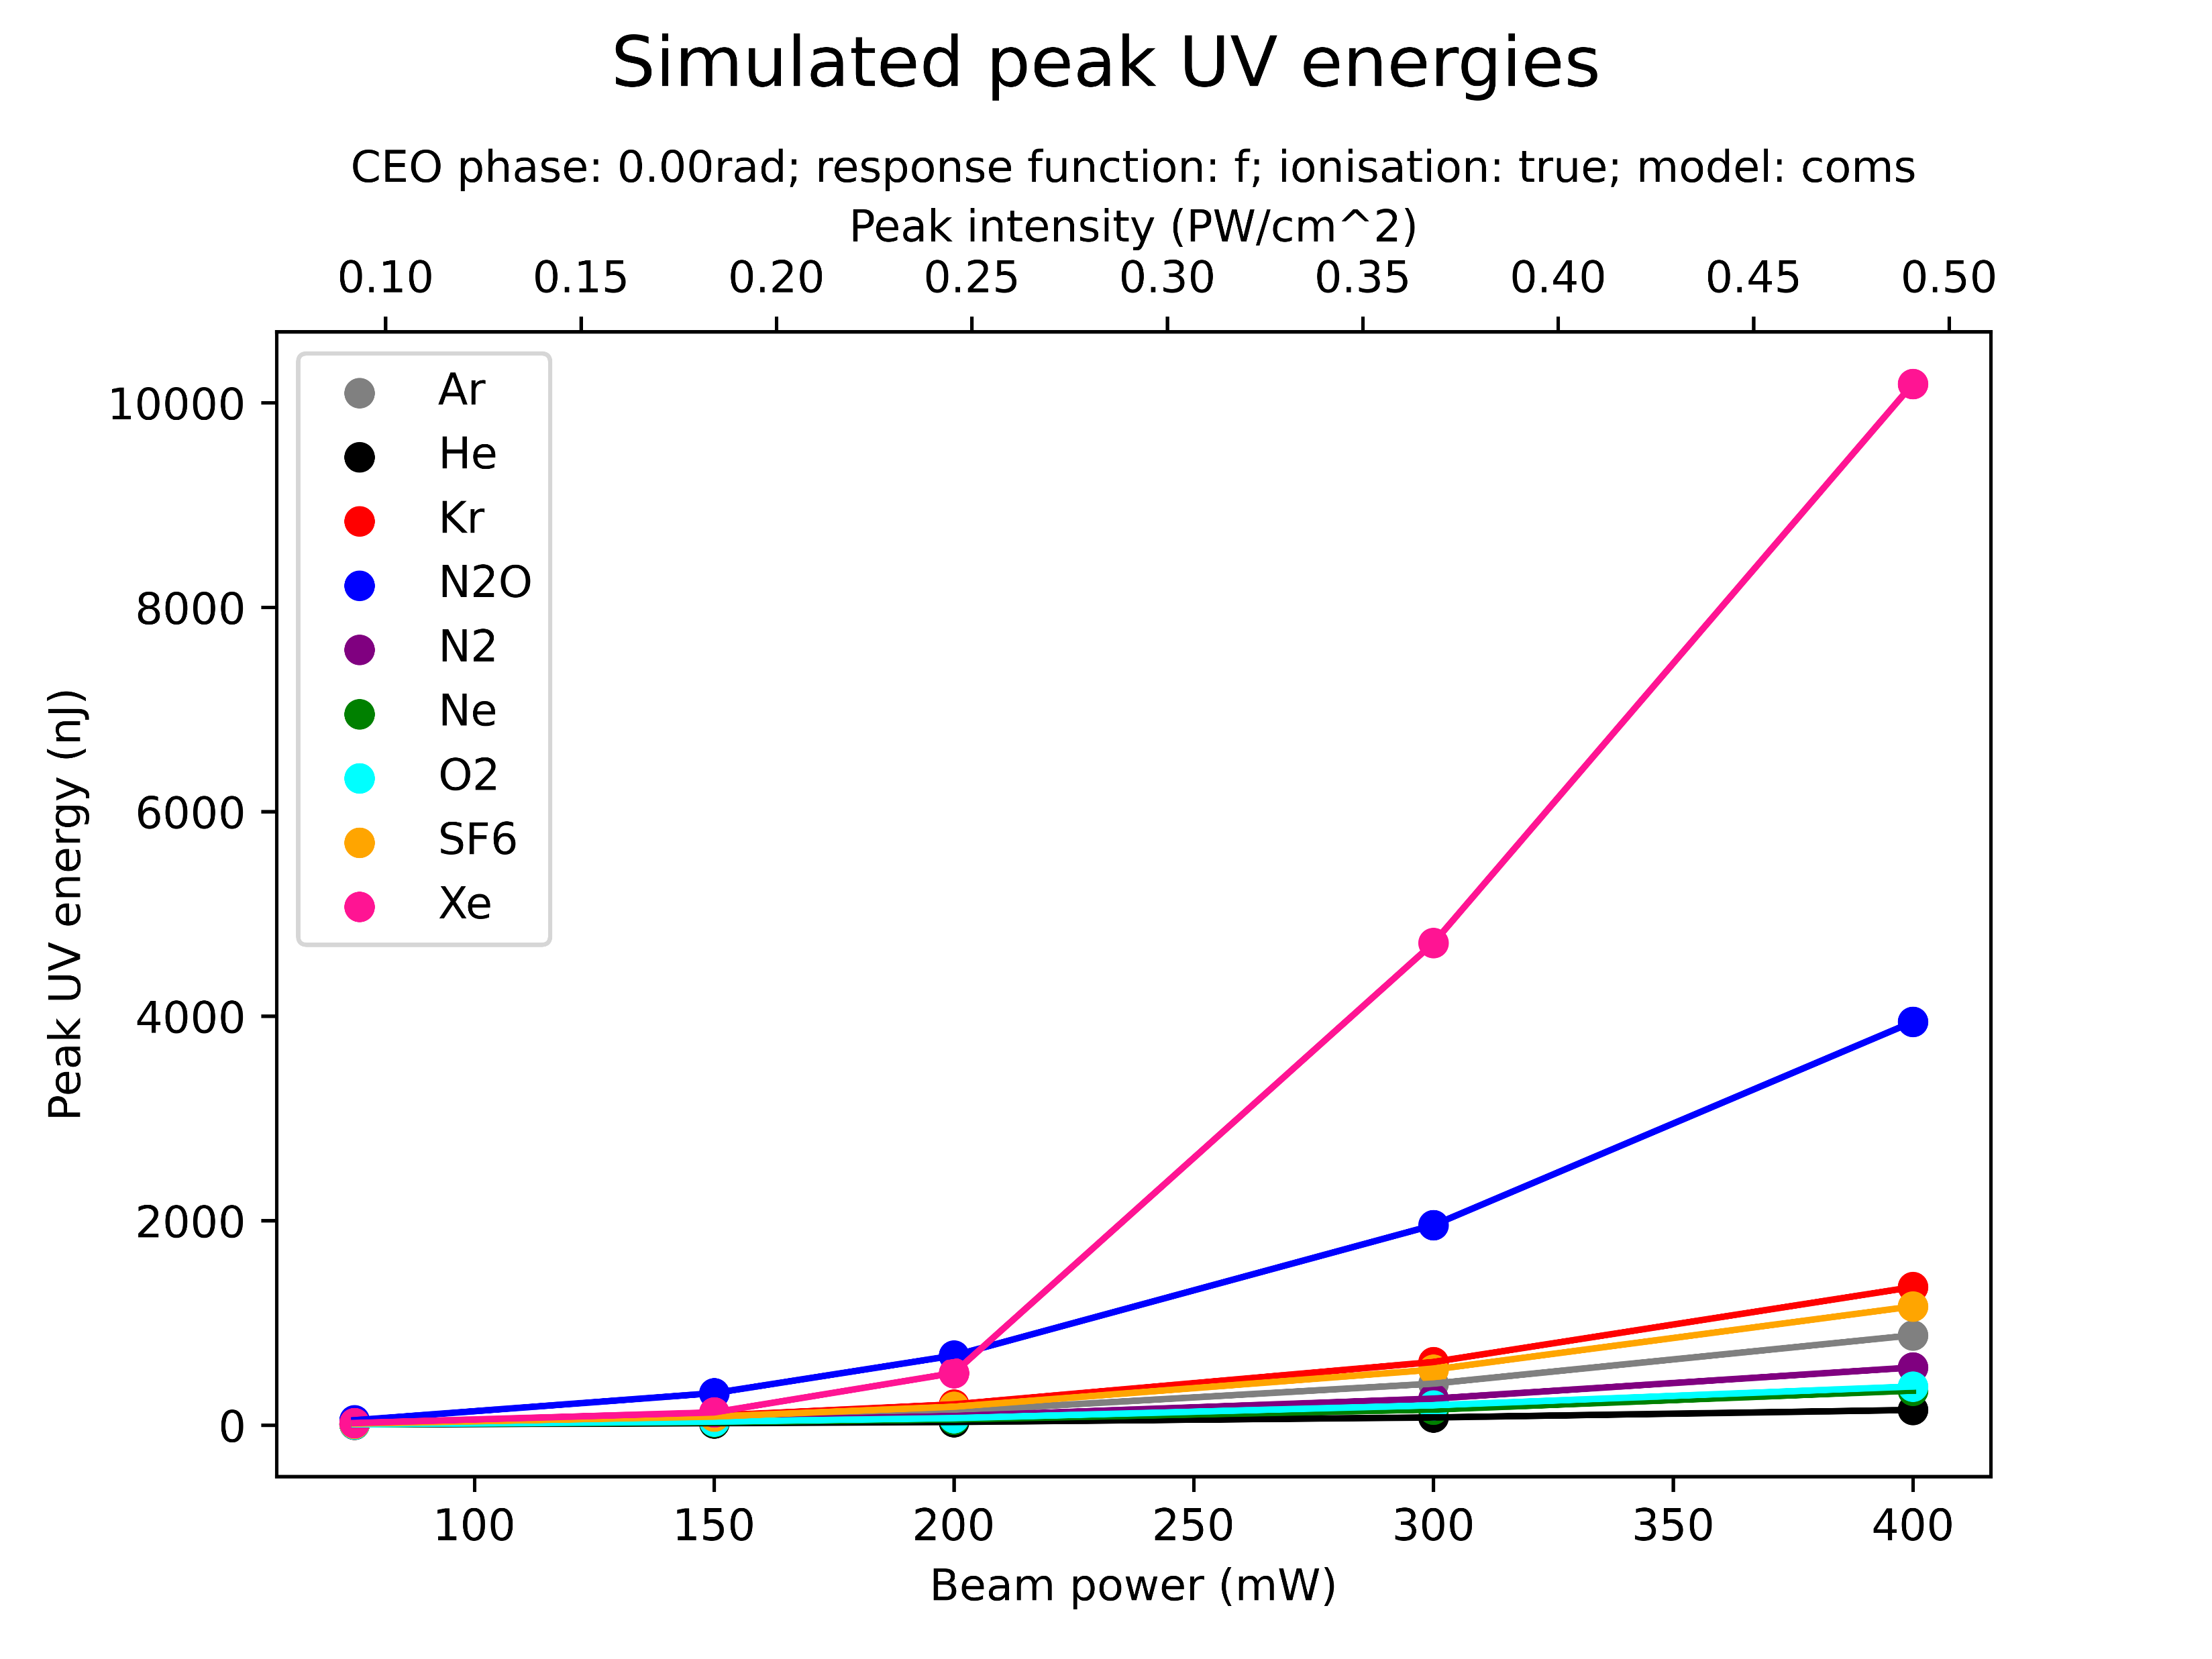 Simulated peak UV energies
CEO phase: 0.00rad; response function: f; ionisation: true; model: coms
Peak intensity (PW/cm^2)
0.10 0.15 0.20 0.25 0.30 0.35 0.40 0.45 0.50
Ar
He
Kr
N2O
N2
Ne
O2
SF6
Xe
10000
8000
6000
4000
2000
0
Peak UV energy (nJ)
100 150 200 250 300 350 400
Beam power (mW)